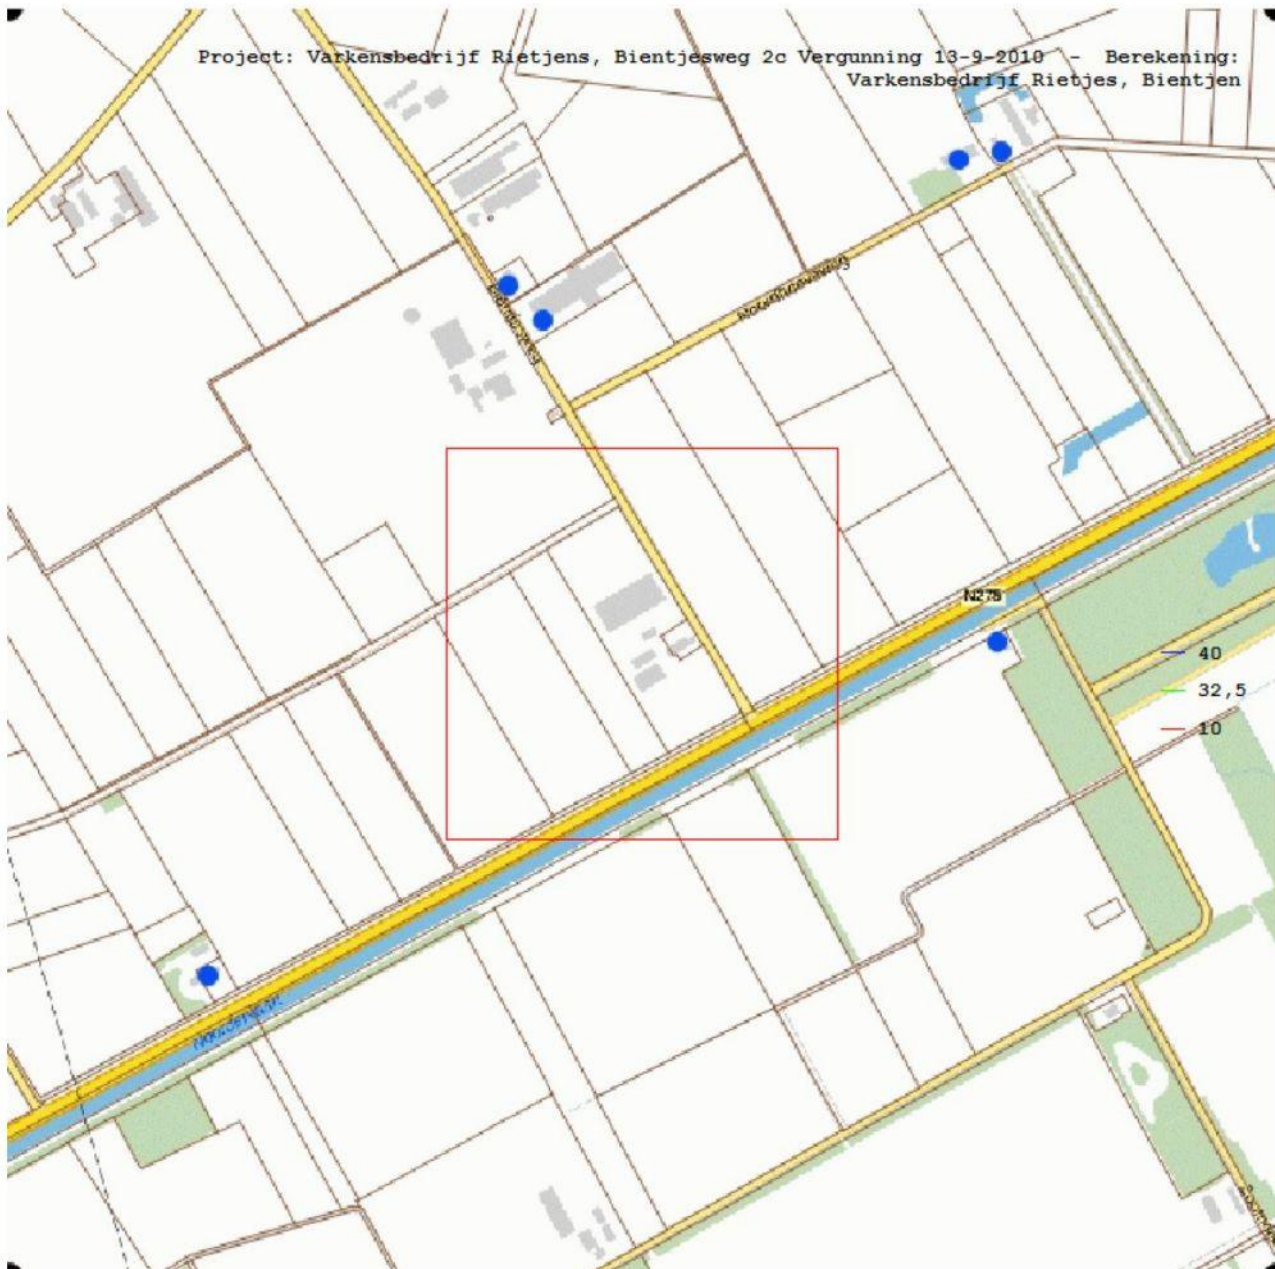 Project: Varkensbedrijf Rietjens, Bientjesweg 2c Vergunning 13-9-2010 - Berekening:
Varkensbedrijf Rietjes, Bientjen
N275
40
32,5
10